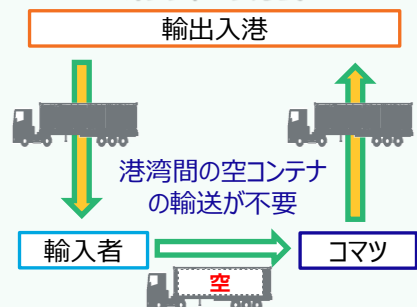 輸出入港
港湾間の空コンテナ
の輸送が不要
輸入者
コマツ
空